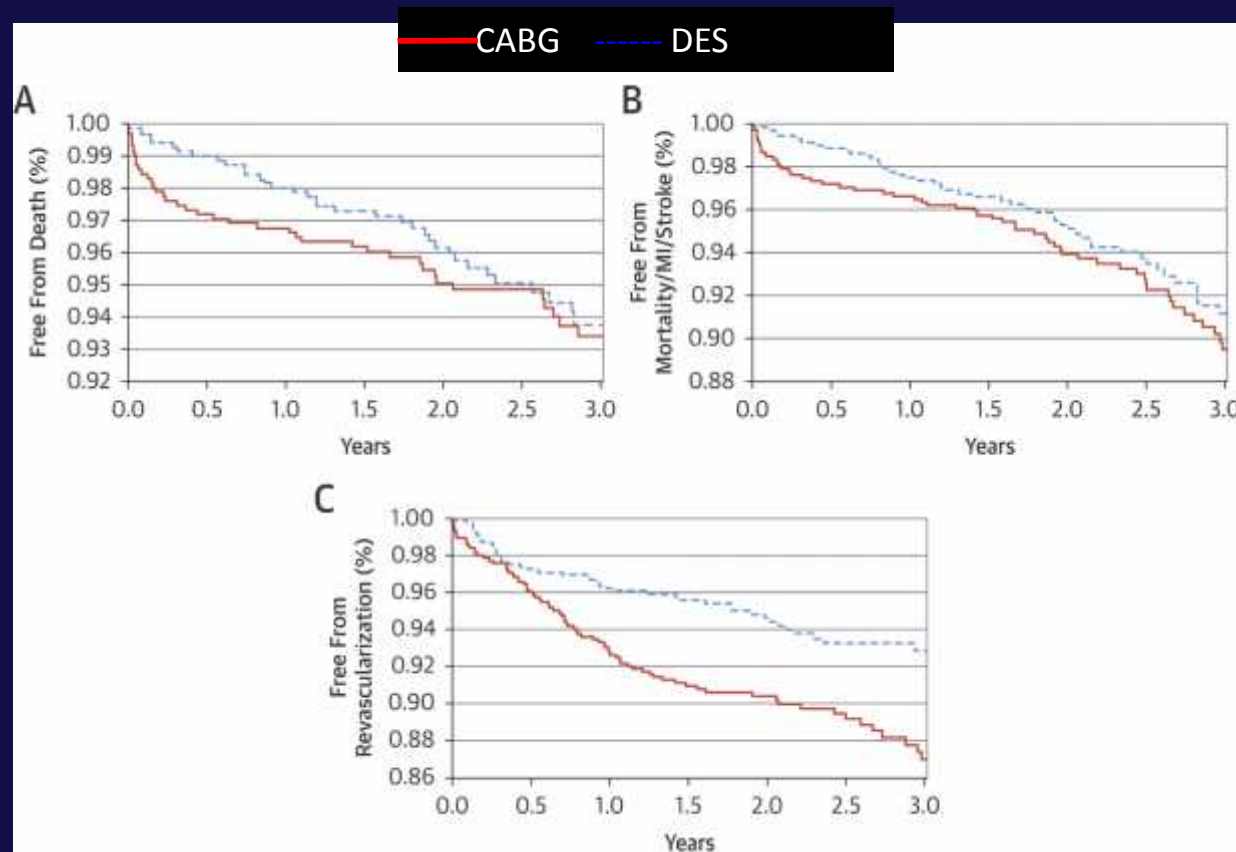 CABG DES
A
1.00
0.99
0.98
0.97
0.96
0.95
0.94
0.93
0.92
Free From Death (%)
0.0 0.5 1.0 1.5 2.0 2.5 3.0
Years
B
1.00
0.98
0.96
0.94
0.92
0.90
0.88
Free From
Mortality/MI/Stroke (%)
0.0 0.5 1.0 1.5 2.0 2.5 3.0
Years
C
1.00
0.98
0.96
0.94
0.92
0.90
0.88
0.86
Free From
Revascularization (%)
0.0 0.5 1.0 1.5 2.0 2.5 3.0
Years